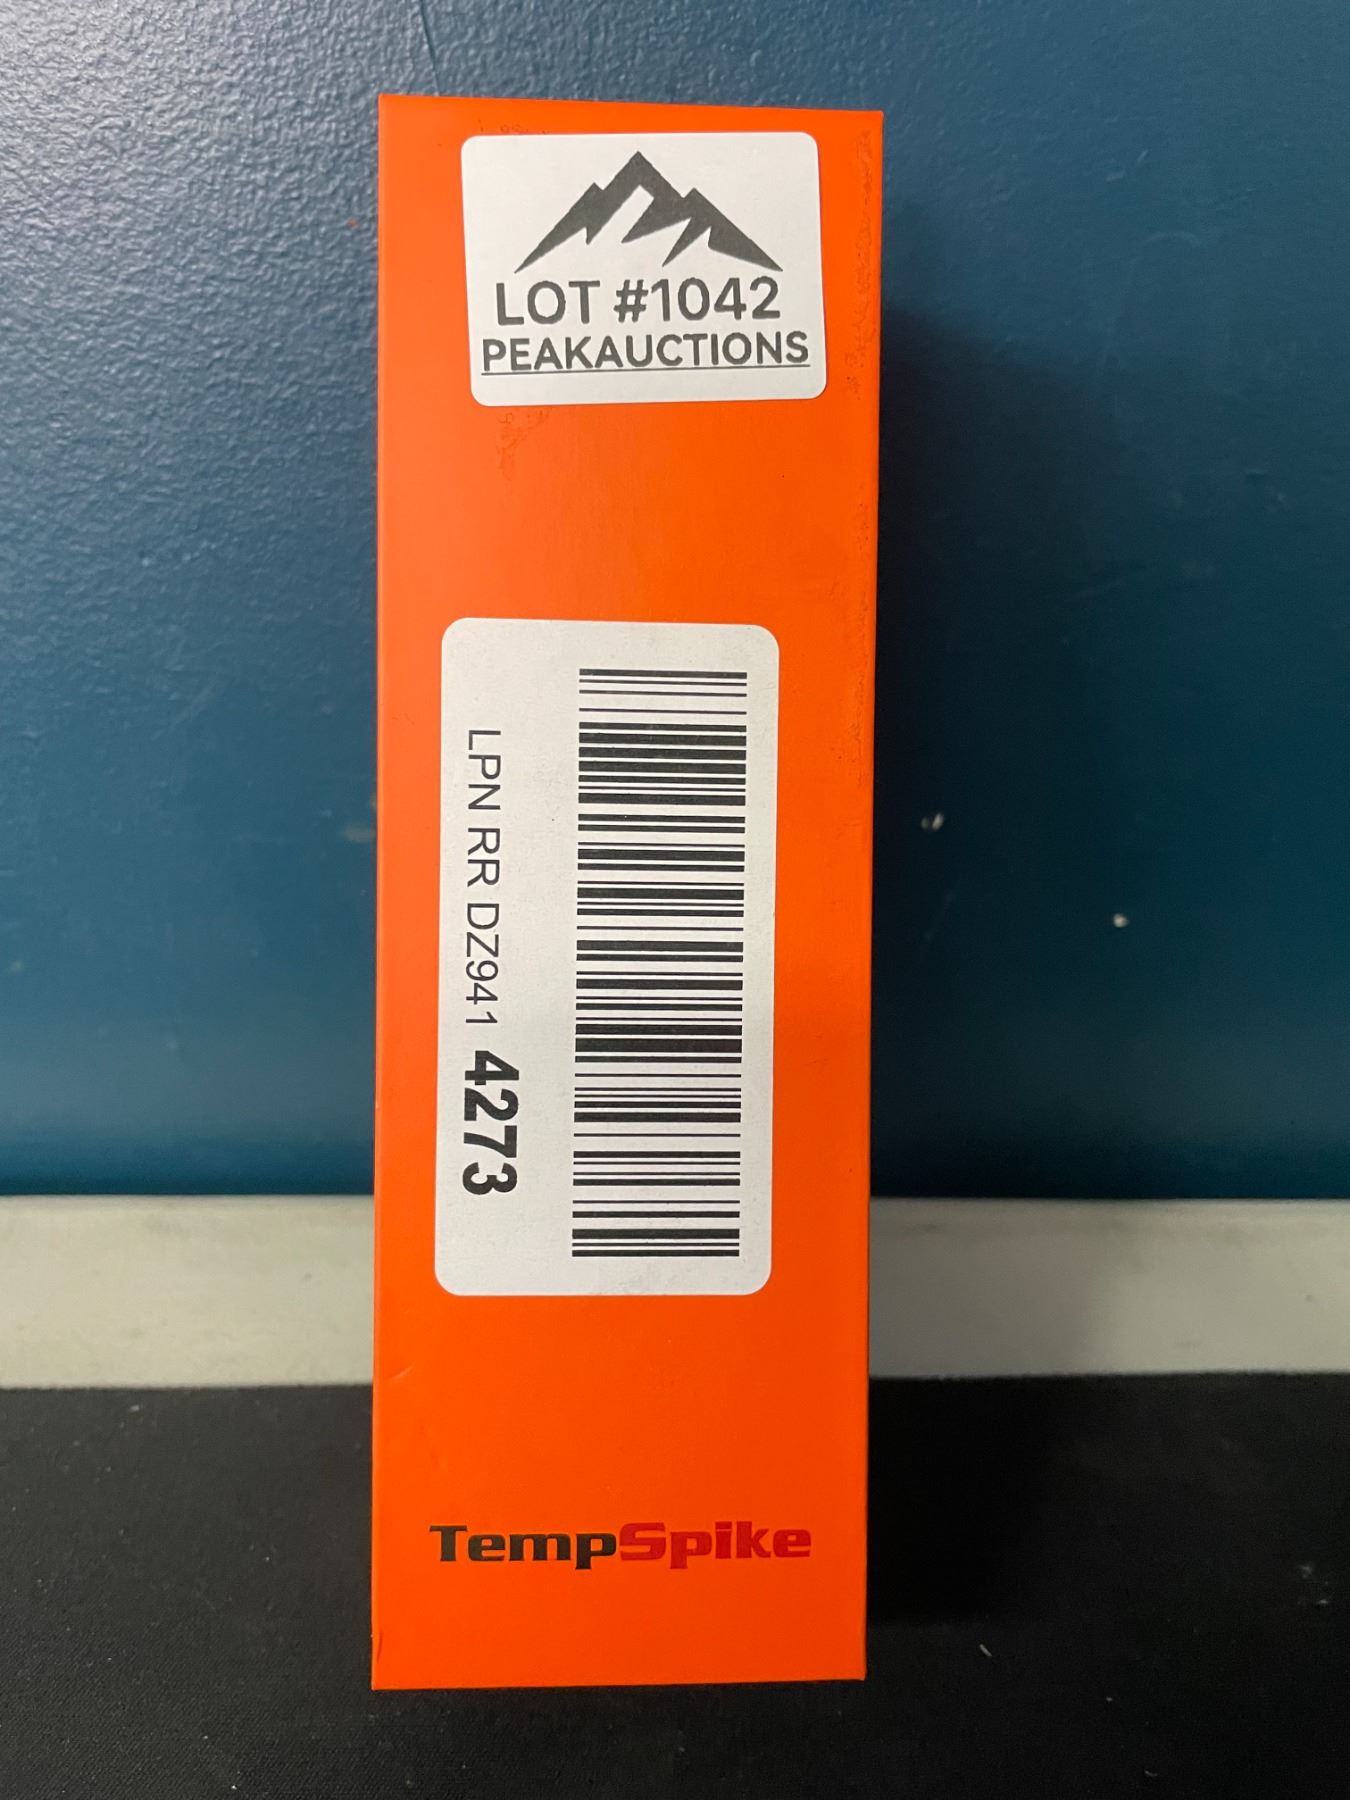 LOT #1042
PEAKAUCTIONS
LPN RR DZ941 4273
TempSpike